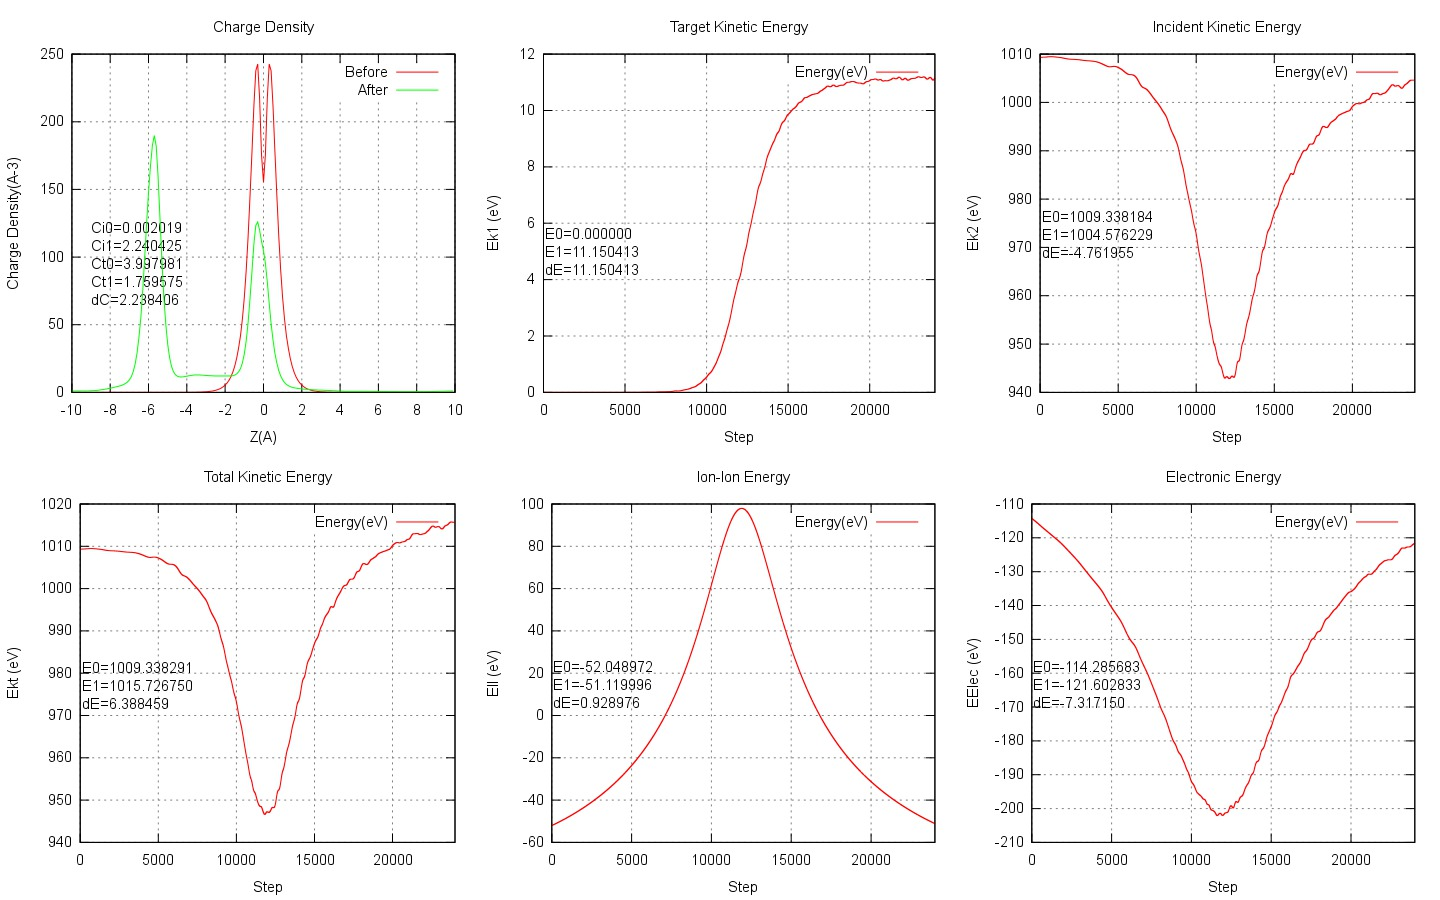 Charge Density
250
200
150
100
50
0
-10 -8 -6 -4 -2 0 2 4 6 8 10
Charge Density(A-3)
Z(A)
Before
After
Ci0=0.002019
Ci1=2.240425
Ct0=3.997981
Ct1=1.759575
dC=2.238406
Target Kinetic Energy
12
10
8
6
4
2
0
0 5000 10000 15000 20000
Ek1 (eV)
Step
Energy(eV)
E0=0.000000
E1=11.150413
dE=11.150413
Incident Kinetic Energy
1010
1000
990
980
970
960
950
940
0 5000 10000 15000 20000
Ek2 (eV)
Step
Energy(eV)
E0=1009.338184
E1=1004.576229
dE=-4.761955
Total Kinetic Energy
1020
1010
1000
990
980
970
960
950
940
0 5000 10000 15000 20000
Ekt (eV)
Step
Energy(eV)
E0=1009.338291
E1=1015.726750
dE=6.388459
Ion-Ion Energy
100
80
60
40
20
0
-20
-40
-60
0 5000 10000 15000 20000
EII (eV)
Step
Energy(eV)
E0=-52.048972
E1=-51.119996
dE=0.928976
Electronic Energy
-110
-120
-130
-140
-150
-160
-170
-180
-190
-200
-210
0 5000 10000 15000 20000
EElec (eV)
Step
Energy(eV)
E0=-114.285683
E1=-121.602833
dE=-7.317150